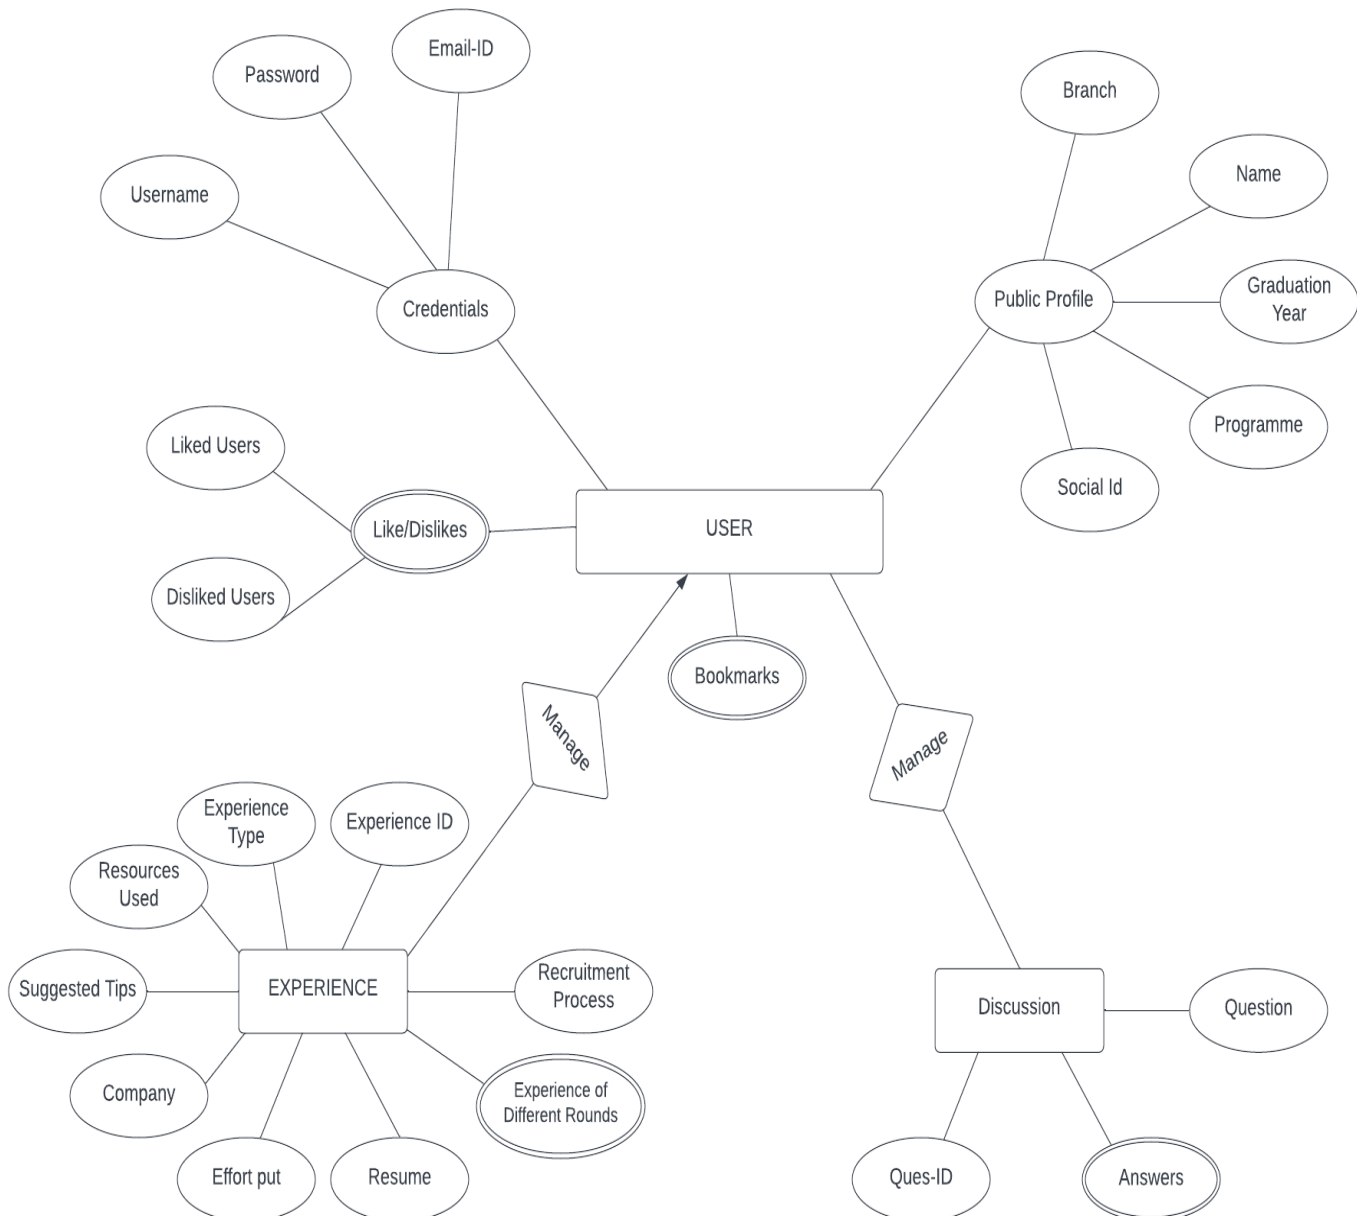 Email-ID
Password
Branch
Name
Username
Graduation
Year
Public Profile
Credentials
Programme
Liked Users
Social Id
Like/Dislikes
USER
Disliked Users
Bookmarks
Manage
Manage
Experience
Type
Experience ID
Resources
Used
Recruitment
Process
Suggested Tips
EXPERIENCE
Discussion
Question
Company
Experience of
Different Rounds
Effort put
Resume
Ques-ID
Answers